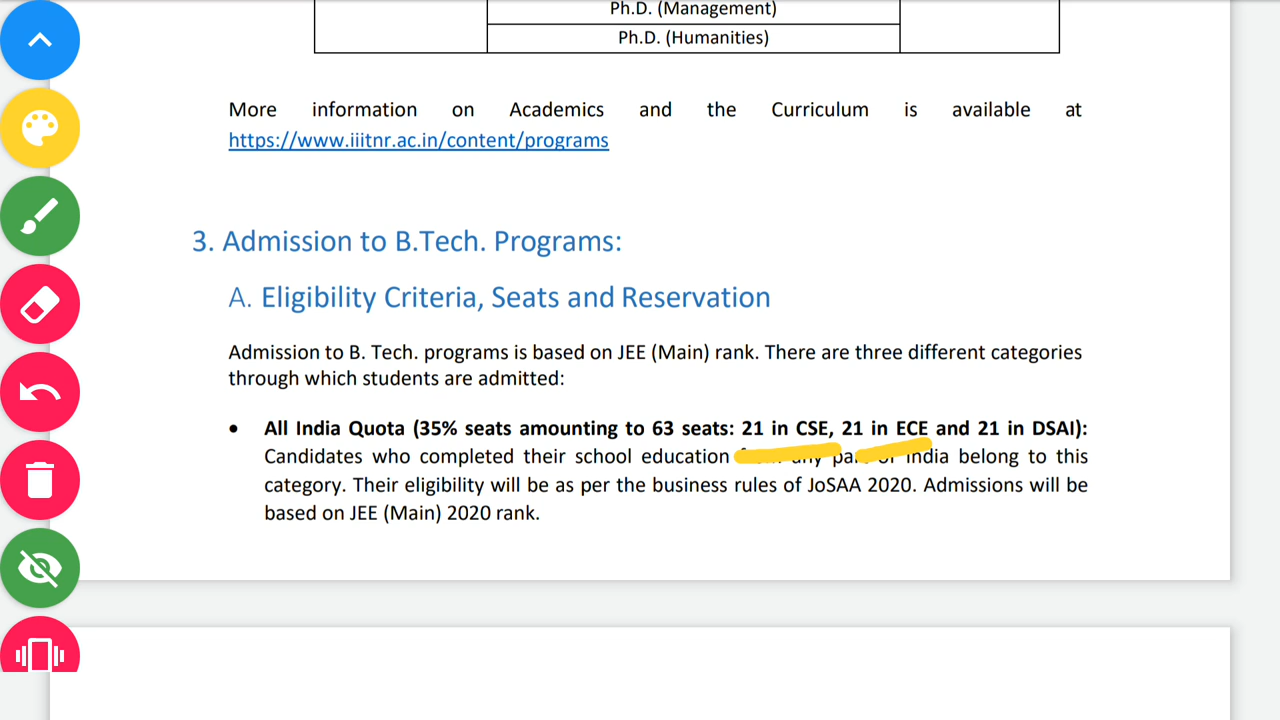 Ph.D. (Management)
Ph.D. (Humanities)
More information on Academics and the Curriculum is available at
https://www.iiitnr.ac.in/content/programs
3. Admission to B.Tech. Programs:
A. Eligibility Criteria, Seats and Reservation
Admission to B. Tech. programs is based on JEE (Main) rank. There are three different categories
through which students are admitted:
• All India Quota (35% seats amounting to 63 seats: 21 in CSE, 21 in ECE and 21 in DSAI):
Candidates who completed their school education from any part of India belong to this
category. Their eligibility will be as per the business rules of JoSAA 2020. Admissions will be
based on JEE (Main) 2020 rank.